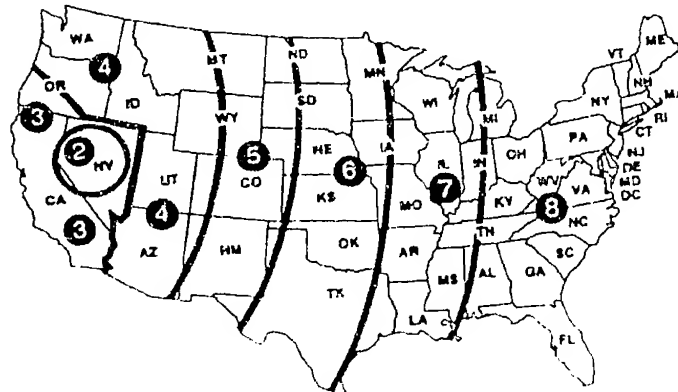 WA
MT
ND
MN
VT
ME
4
OR
ID
SD
WI
MI
NH
NY
MA
RI
CT
3
WY
2
NV
5
NE
IA
IL
IN
OH
PA
NJ
DE
MD
DC
UT
CO
6
KS
MO
7
KY
WV
VA
CA
3
4
8
NC
AZ
NM
OK
AR
TN
SC
TX
MS
AL
GA
LA
FL